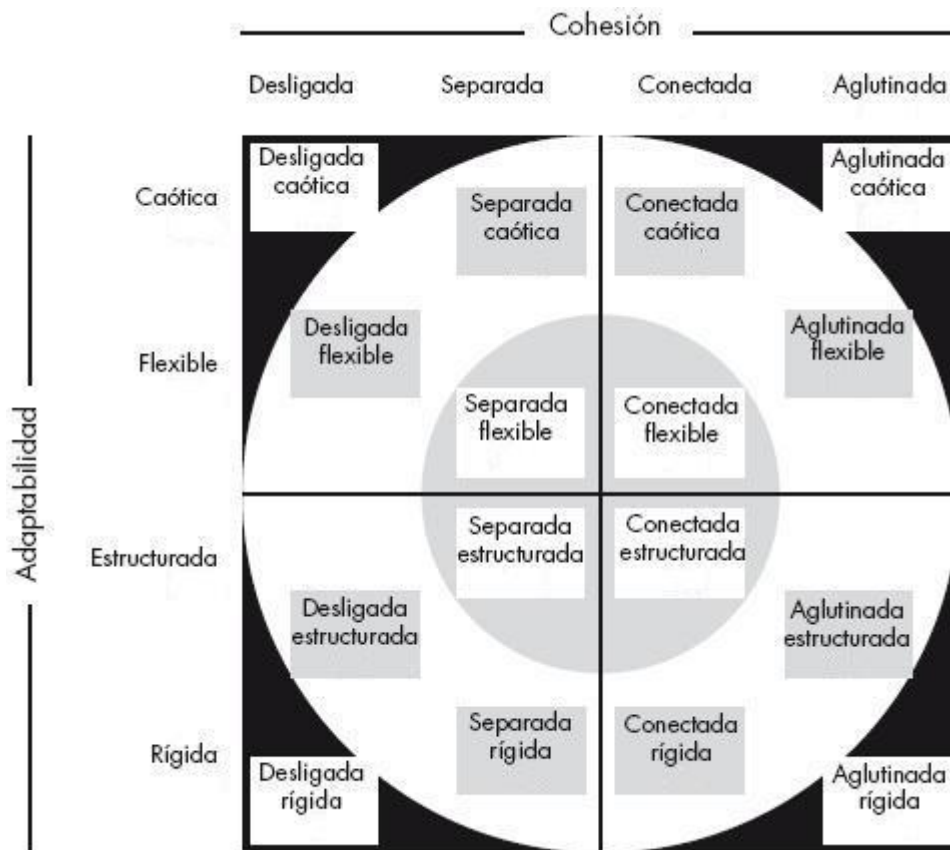 Cohesión
Desligada Separada Conectada Aglutinada
Adaptabilidad
Caótica
Desligada
caótica
Separada
caótica
Conectada
caótica
Aglutinada
caótica
Flexible
Desligada
flexible
Separada
flexible
Conectada
flexible
Aglutinada
flexible
Estructurada
Desligada
estructurada
Separada
estructurada
Conectada
estructurada
Aglutinada
estructurada
Rígida
Desligada
rígida
Separada
rígida
Conectada
rígida
Aglutinada
rígida